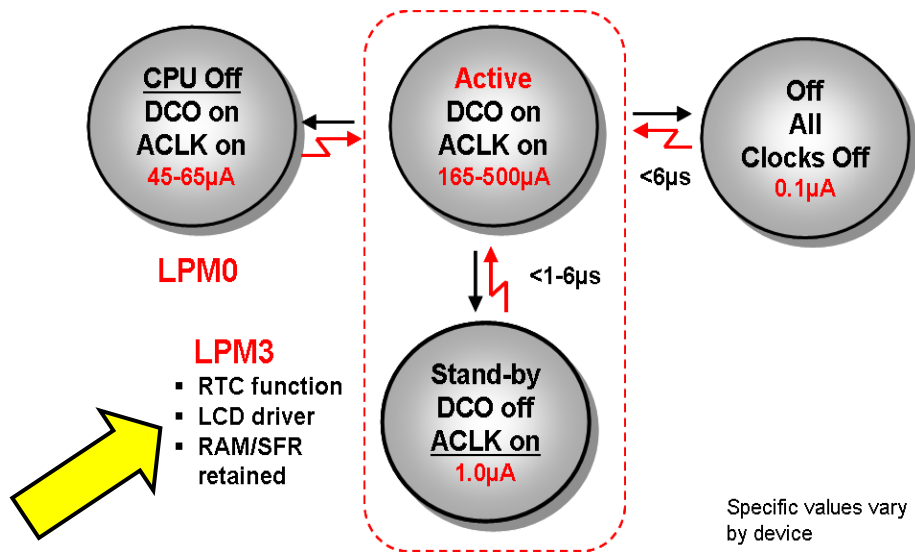 CPU Off
DCO on
ACLK on
45-65µA
Active
DCO on
ACLK on
165-500µA
Off
All
Clocks Off
0.1µA
<6µs
LPM0
<1-6µs
LPM3
▪ RTC function
▪ LCD driver
▪ RAM/SFR
retained
Stand-by
DCO off
ACLK on
1.0µA
Specific values vary
by device